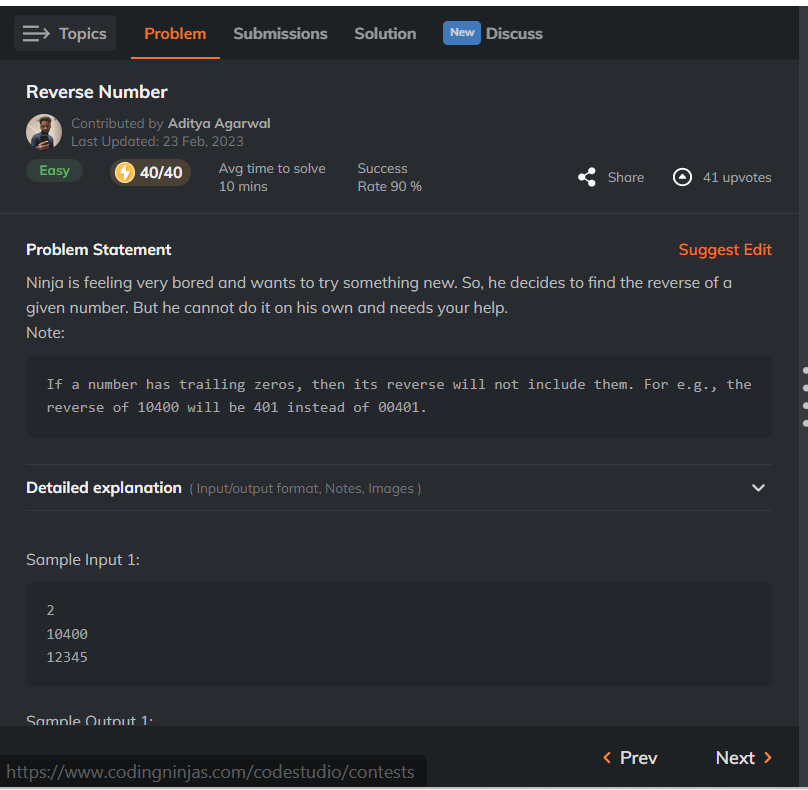 Topics Problem Submissions Solution New Discuss
Reverse Number
Contributed by Aditya Agarwal
Last Updated: 23 Feb, 2023
Easy 40/40 Avg time to solve Success
10 mins Rate 90 % Share 41 upvotes
Problem Statement Suggest Edit
Ninja is feeling very bored and wants to try something new. So, he decides to find the reverse of a
given number. But he cannot do it on his own and needs your help.
Note:
If a number has trailing zeros, then its reverse will not include them. For e.g., the
reverse of 10400 will be 401 instead of 00401.
Detailed explanation ( Input/output format, Notes, Images )
Sample Input 1:
2
10400
12345
Sample Output 1:
Prev Next
https://www.codingninjas.com/codestudio/contests